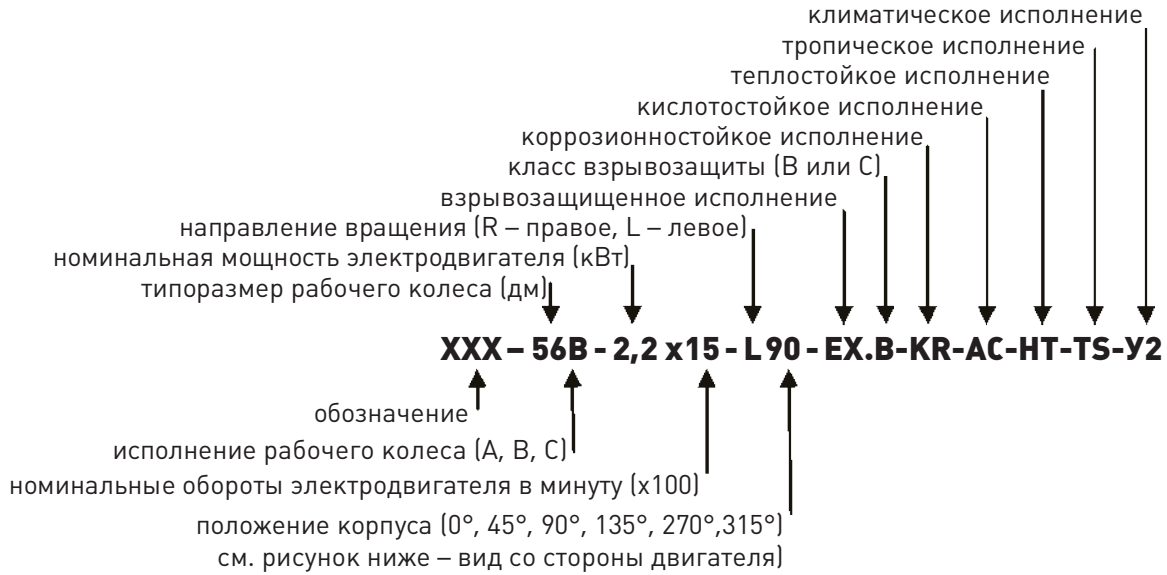 климатическое исполнение
тропическое исполнение
теплостойкое исполнение
кислотостойкое исполнение
коррозионностойкое исполнение
класс взрывозащиты (В или С)
взрывозащищенное исполнение
направление вращения (R – правое, L – левое)
номинальная мощность электродвигателя (кВт)
типоразмер рабочего колеса (дм)
XXX – 56B - 2,2 x15 - L 90 - EX.B-KR-AC-HT-TS-У2
обозначение
исполнение рабочего колеса (А, В, С)
номинальные обороты электродвигателя в минуту (х100)
положение корпуса (0°, 45°, 90°, 135°, 270°,315°)
см. рисунок ниже – вид со стороны двигателя)